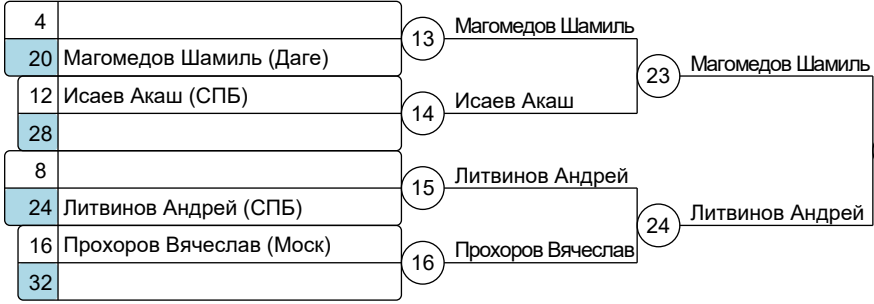 4
20 Магомедов Шамиль (Даге)
12 Исаев Акаш (СПБ)
28
8
24 Литвинов Андрей (СПБ)
16 Прохоров Вячеслав (Моск)
32
13 Магомедов Шамиль
14 Исаев Акаш
15 Литвинов Андрей
16 Прохоров Вячеслав
23 Магомедов Шамиль
24 Литвинов Андрей